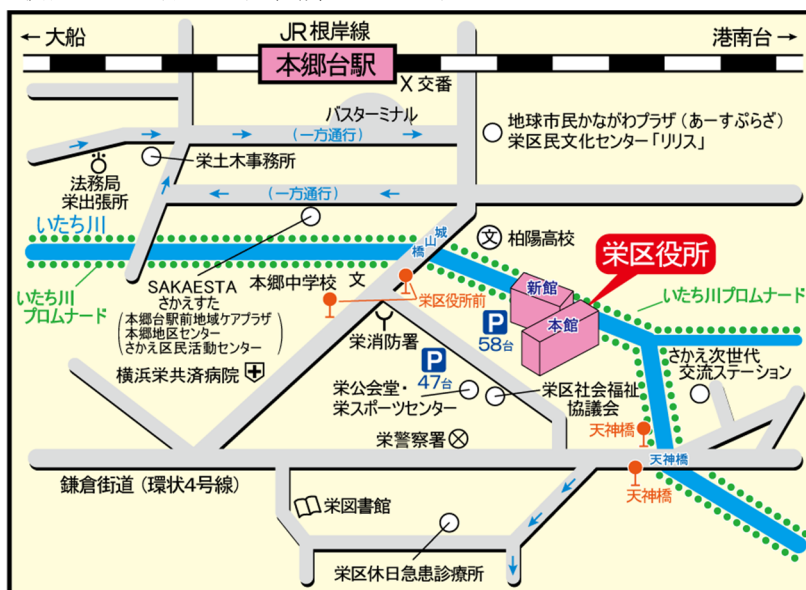 ← 大船
JR根岸線
港南台 →
本郷台駅
X 交番
バスターミナル
(一方通行)
地球市民かながわプラザ(あーすぷらざ)
栄区民文化センター「リリス」
栄土木事務所
法務局
栄出張所
(一方通行)
いたち川
城山橋
文 柏陽高校
栄区役所
SAKAESTA
さかえすた
(本郷台駅前地域ケアプラザ
本郷地区センター
さかえ区民活動センター)
本郷中学校 文
栄区役所前
新館
本館
いたち川
プロムナード
いたち川プロムナード
P
58台
栄消防署
P
47台
横浜栄共済病院
栄公会堂・
栄スポーツセンター
栄区社会福祉
協議会
さかえ次世代
交流ステーション
天神橋
栄警察署
天神橋
天神橋
鎌倉街道(環状4号線)
栄図書館
栄区休日急患診療所